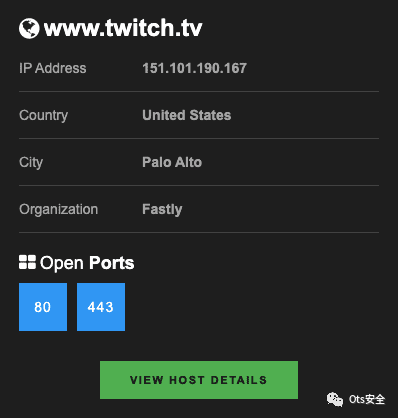 www.twitch.tv
IP Address 151.101.190.167
Country United States
City Palo Alto
Organization Fastly
Open Ports
80 443
VIEW HOST DETAILS
Ots安全